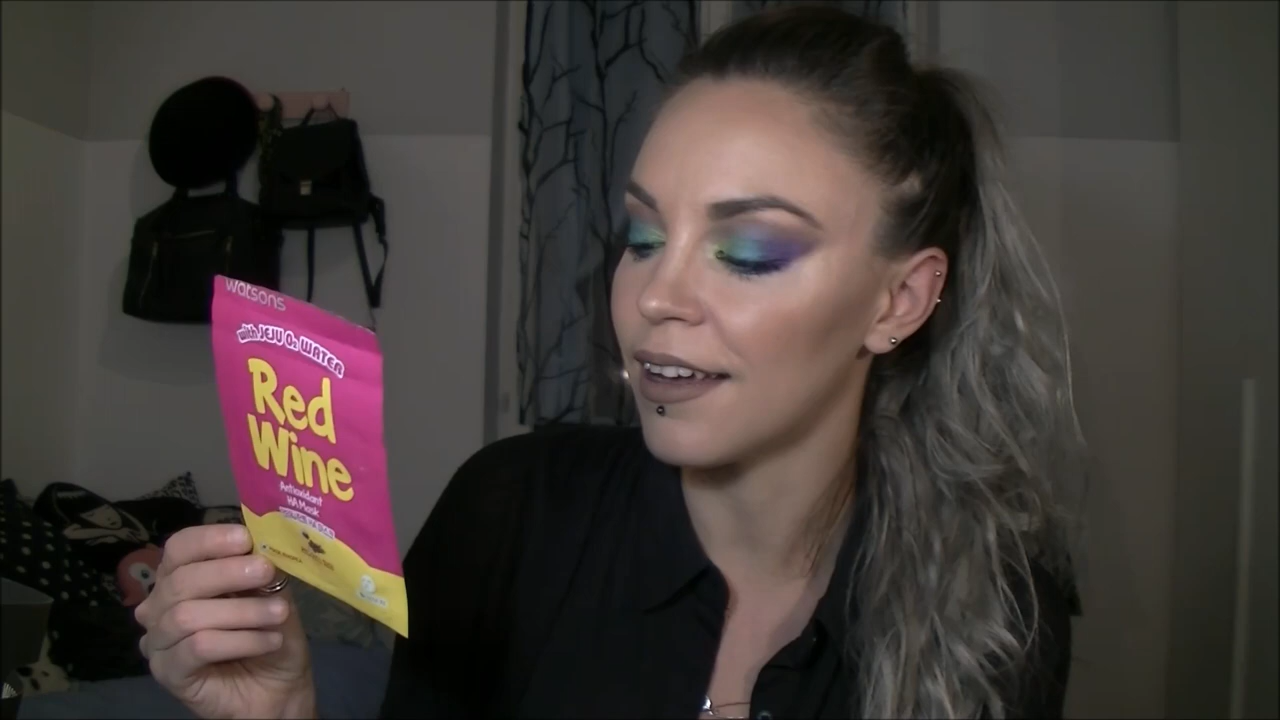 watsons
with JEJU O₂ WATER
Red
Wine
Antioxidant
HA Mask